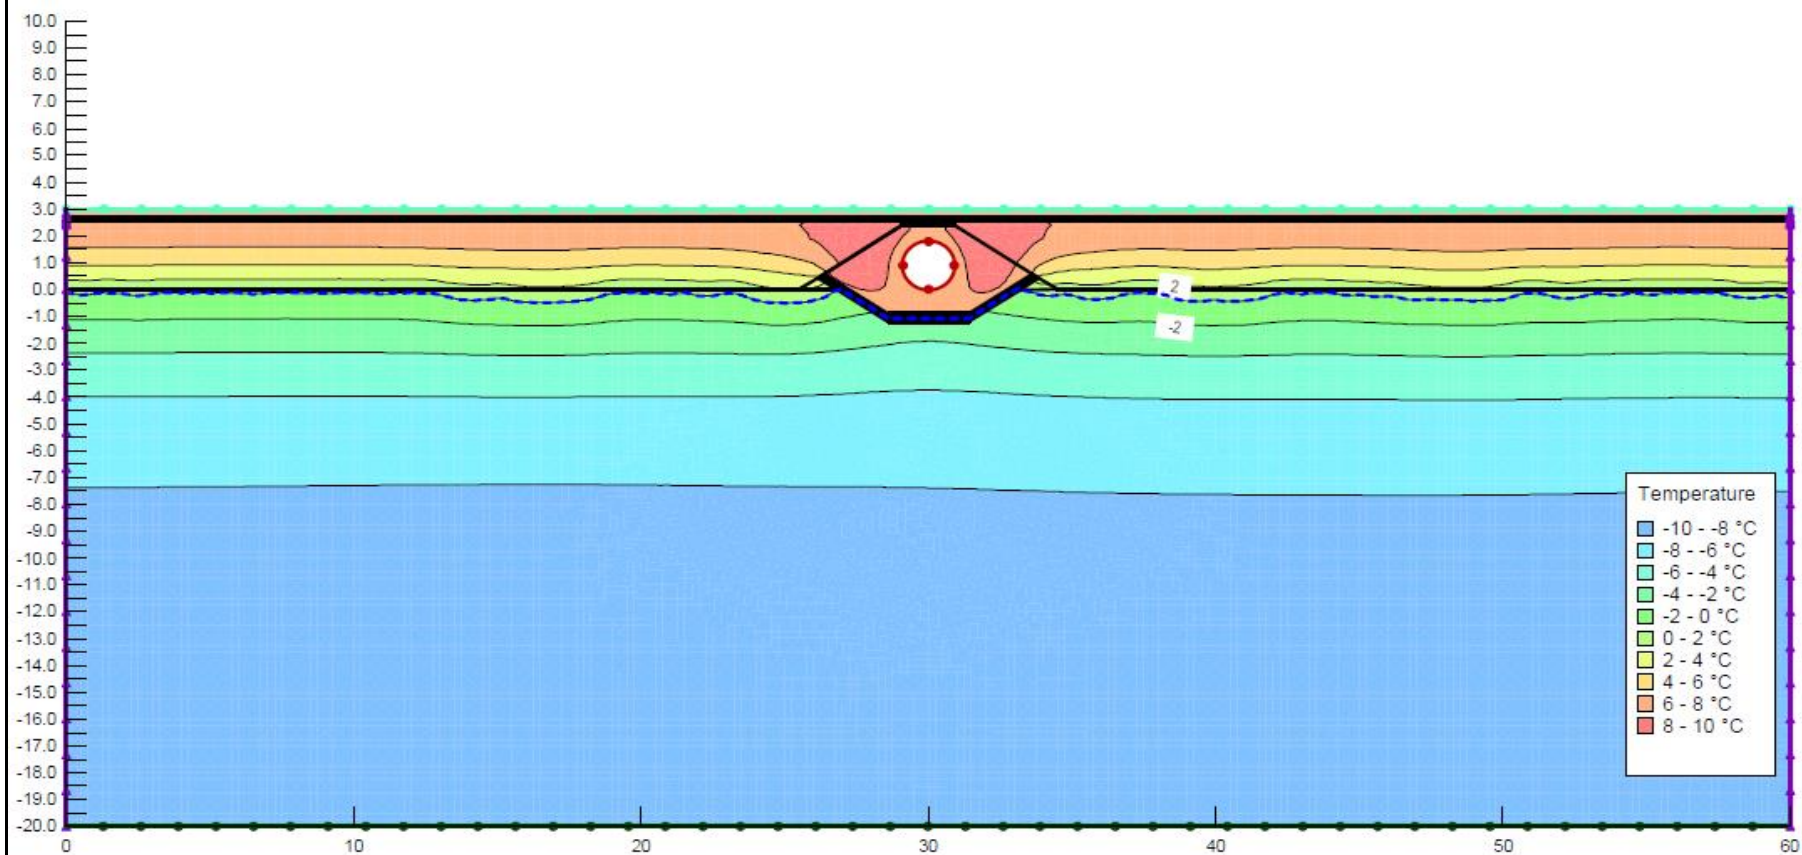 10.0
9.0
8.0
7.0
6.0
5.0
4.0
3.0
2.0
1.0
0.0
-1.0
-2.0
-3.0
-4.0
-5.0
-6.0
-7.0
-8.0
-9.0
-10.0
-11.0
-12.0
-13.0
-14.0
-15.0
-16.0
-17.0
-18.0
-19.0
-20.0
0 10 20 30 40 50 60
2
-2
Temperature
-10 - -8 °C
-8 - -6 °C
-6 - -4 °C
-4 - -2 °C
-2 - 0 °C
0 - 2 °C
2 - 4 °C
4 - 6 °C
6 - 8 °C
8 - 10 °C